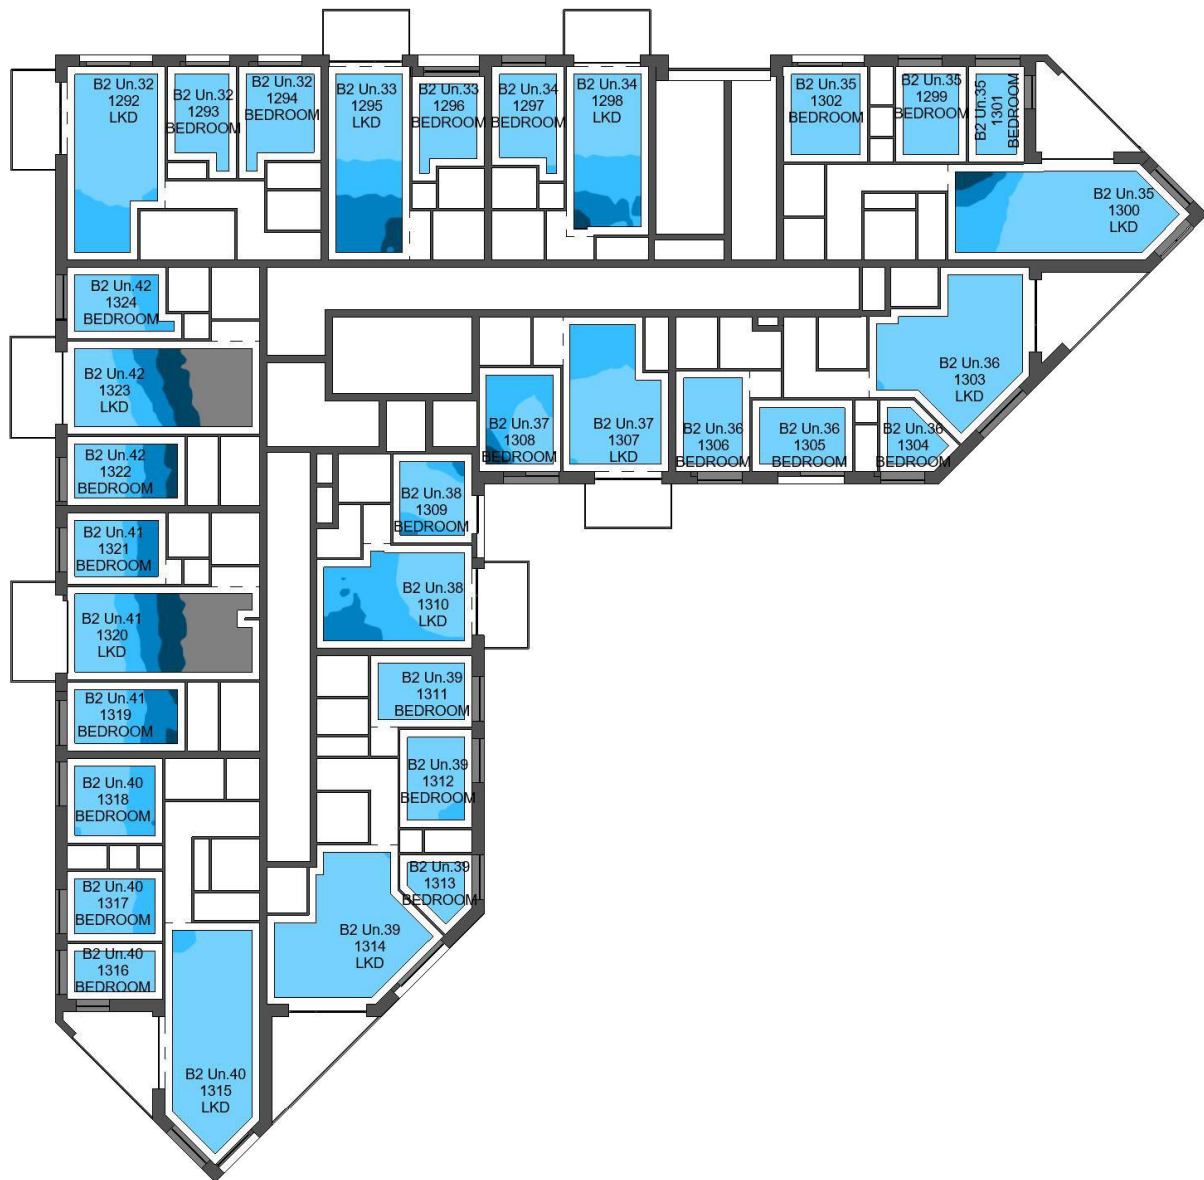 B2 Un.32
1292
LKD
B2 Un.32
1293
BEDROOM
B2 Un.32
1294
BEDROOM
B2 Un.33
1295
LKD
B2 Un.33
1296
BEDROOM
B2 Un.34
1297
BEDROOM
B2 Un.34
1298
LKD
B2 Un.35
1302
BEDROOM
B2 Un.35
1299
BEDROOM
B2 Un.35
1301
BEDROOM
B2 Un.35
1300
LKD
B2 Un.42
1324
BEDROOM
B2 Un.42
1323
LKD
B2 Un.42
1322
BEDROOM
B2 Un.36
1303
LKD
B2 Un.37
1308
BEDROOM
B2 Un.37
1307
LKD
B2 Un.36
1306
BEDROOM
B2 Un.36
1305
BEDROOM
B2 Un.36
1304
BEDROOM
B2 Un.38
1309
BEDROOM
B2 Un.41
1321
BEDROOM
B2 Un.38
1310
LKD
B2 Un.41
1320
LKD
B2 Un.41
1319
BEDROOM
B2 Un.39
1311
BEDROOM
B2 Un.40
1318
BEDROOM
B2 Un.39
1312
BEDROOM
B2 Un.40
1317
BEDROOM
B2 Un.39
1313
BEDROOM
B2 Un.39
1314
LKD
B2 Un.40
1316
BEDROOM
B2 Un.40
1315
LKD